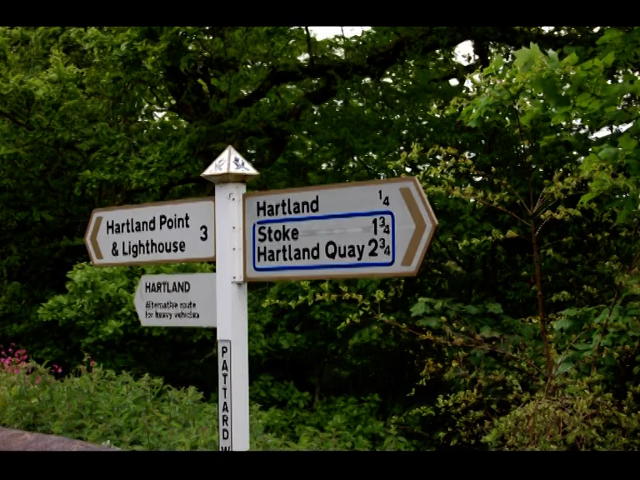 Hartland Point 3
& Lighthouse
HARTLAND
Alternative route
for heavy vehicles
Hartland ¼
Stoke 1¾
Hartland Quay 2¾
PATTARD